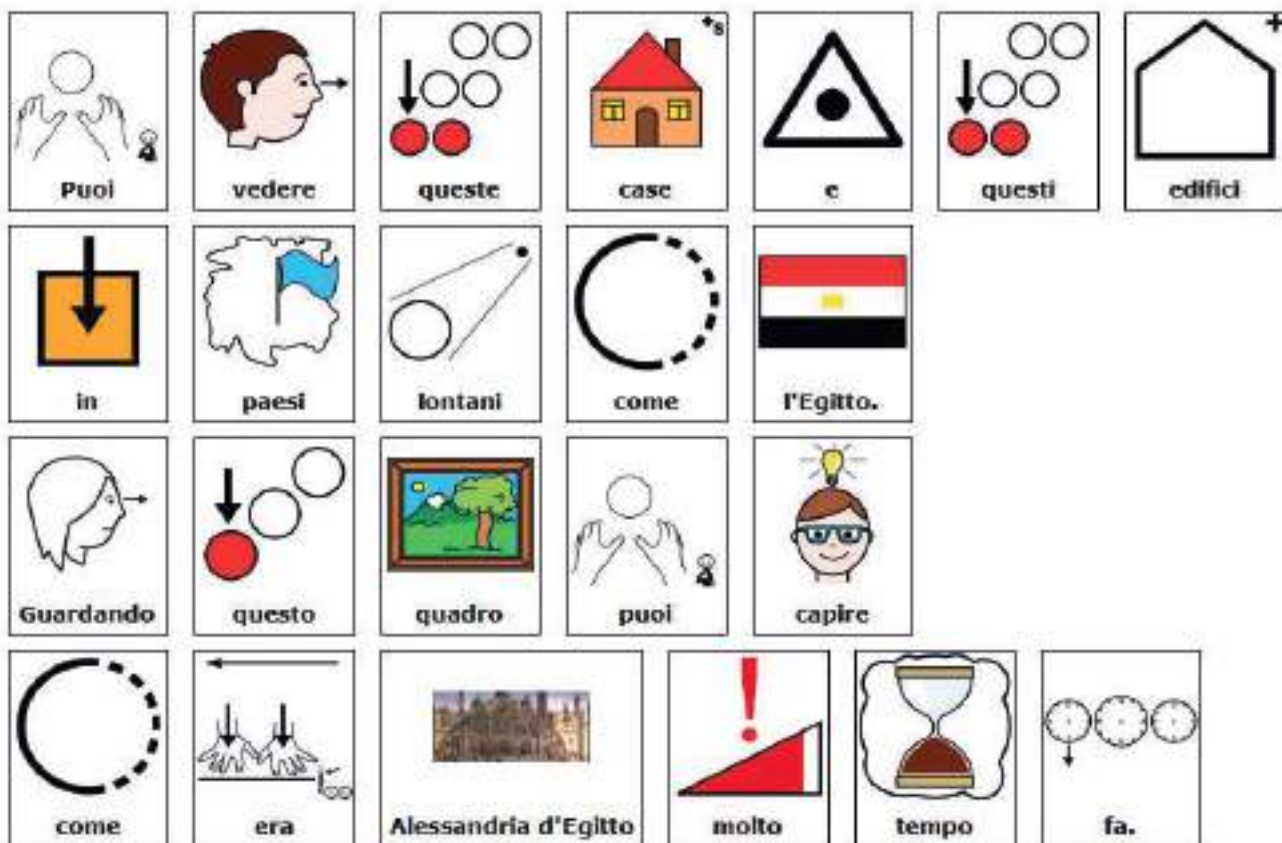 Puoi vedere queste case e questi edifici
in paesi lontani come l'Egitto.
Guardando questo quadro puoi capire
come era Alessandria d'Egitto molto tempo fa.